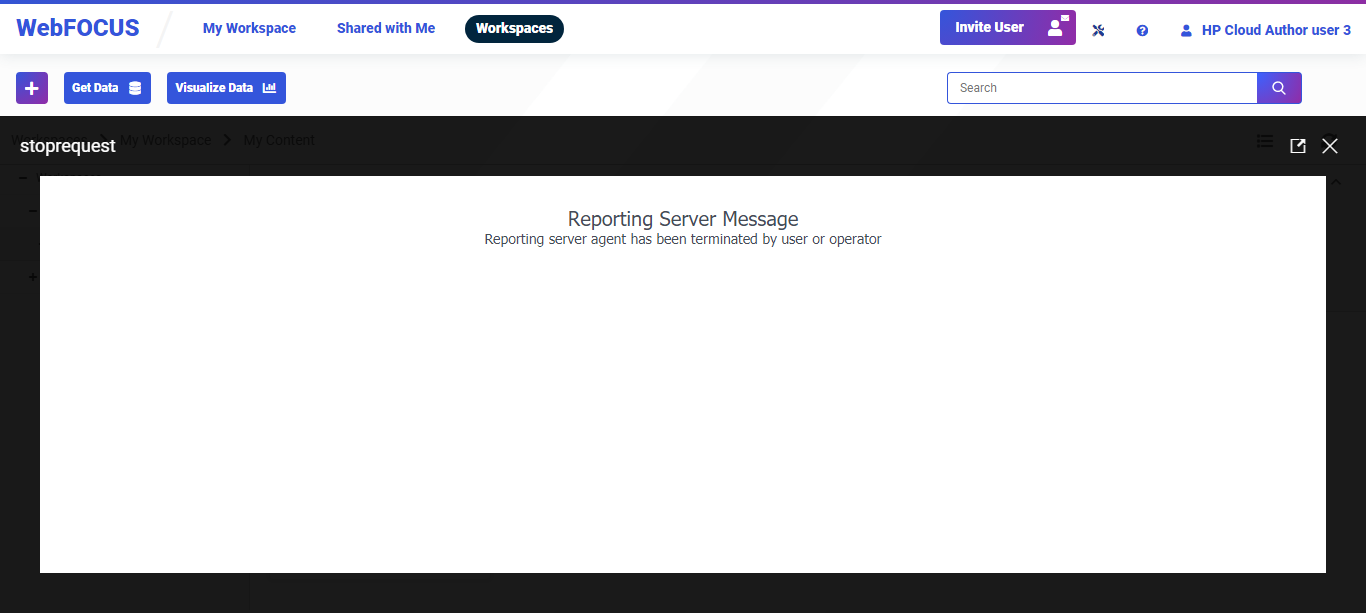 WebFOCUS
My Workspace
Shared with Me
Workspaces
Invite User
HP Cloud Author user 3
Get Data
Visualize Data
Search
Workspaces
My Workspace
My Content
stoprequest
Reporting Server Message
Reporting server agent has been terminated by user or operator